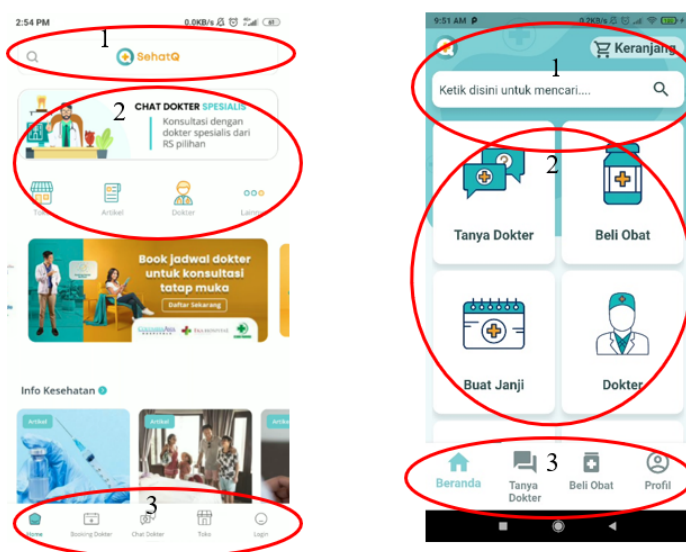 2:54 PM
0.0KB/s
1
SehatQ
CHAT DOKTER SPESIALIS
2
Konsultasi dengan
dokter spesialis dari
RS pilihan
Toko
Artikel
Dokter
Lainnya
Book jadwal dokter
untuk konsultasi
tatap muka
Daftar Sekarang
Info Kesehatan
Artikel
Artikel
Artikel
3
Home
Booking Dokter
Chat Dokter
Toko
Login
9:51 AM P
0.2KB/s
1
Keranjang
Ketik disini untuk mencari....
2
Tanya Dokter
Beli Obat
Buat Janji
Dokter
3
Beranda
Tanya
Dokter
Beli Obat
Profil